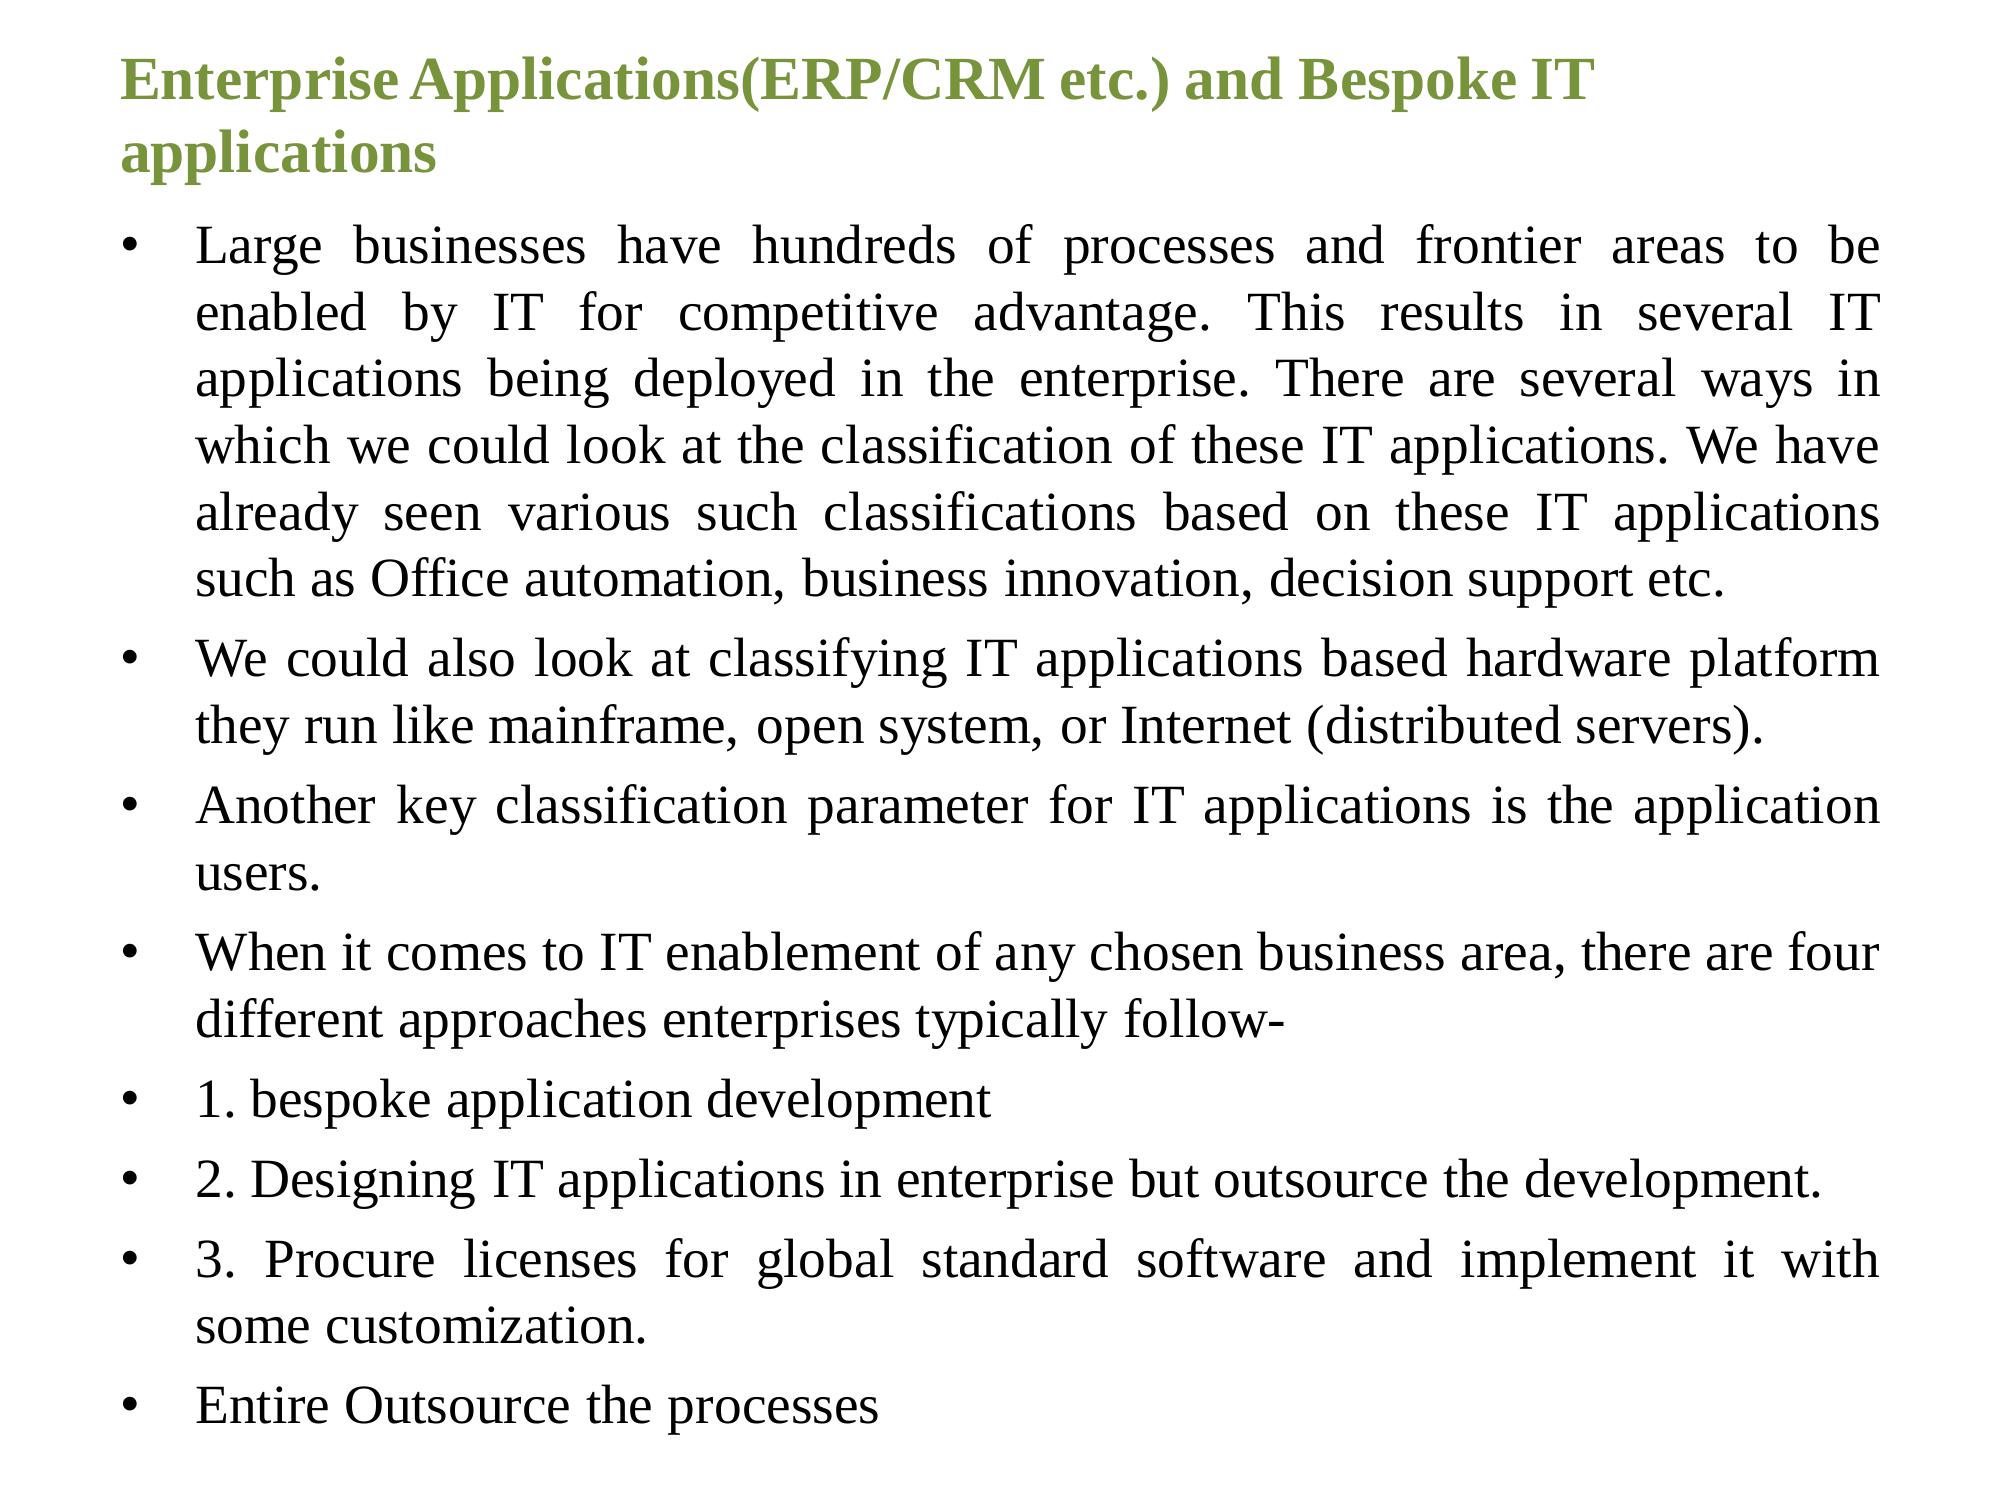 Enterprise Applications(ERP/CRM etc.) and Bespoke IT
applications
• Large businesses have hundreds of processes and frontier areas to be
enabled by IT for competitive advantage. This results in several IT
applications being deployed in the enterprise. There are several ways in
which we could look at the classification of these IT applications. We have
already seen various such classifications based on these IT applications
such as Office automation, business innovation, decision support etc.
• We could also look at classifying IT applications based hardware platform
they run like mainframe, open system, or Internet (distributed servers).
• Another key classification parameter for IT applications is the application
users.
• When it comes to IT enablement of any chosen business area, there are four
different approaches enterprises typically follow-
• 1. bespoke application development
• 2. Designing IT applications in enterprise but outsource the development.
• 3. Procure licenses for global standard software and implement it with
some customization.
• Entire Outsource the processes